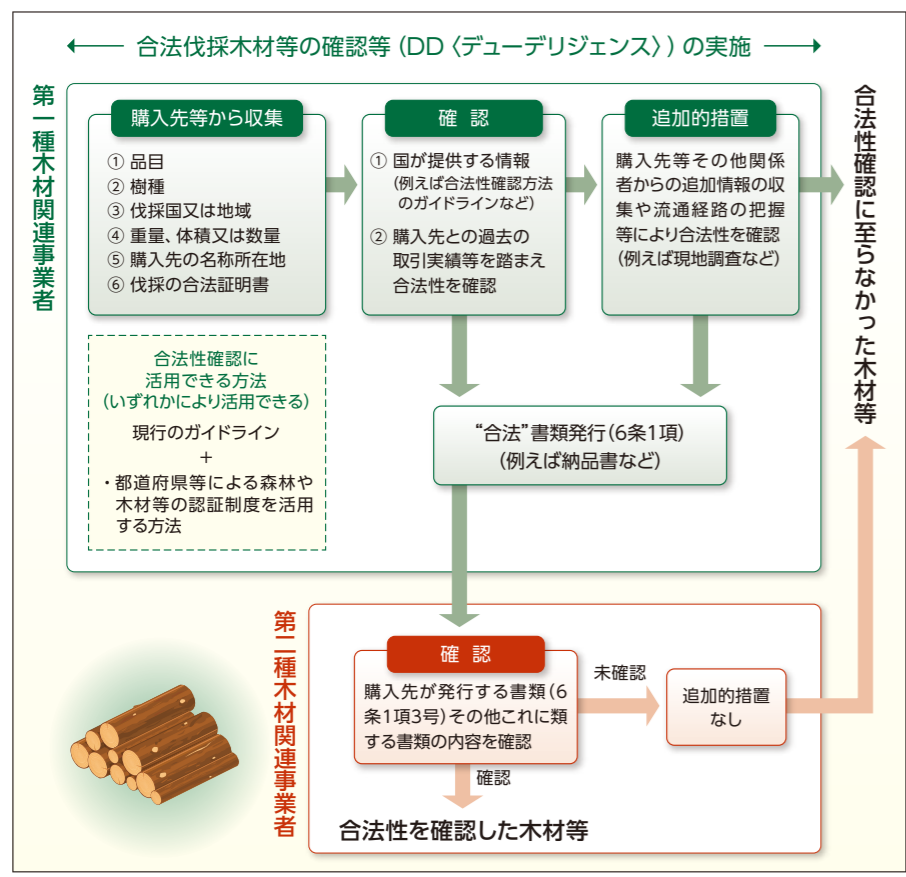 合法伐採木材等の確認等（DD〈デューデリジェンス〉）の実施
第一種木材関連事業者
購入先等から収集
① 品目
② 樹種
③ 伐採国又は地域
④ 重量、体積又は数量
⑤ 購入先の名称所在地
⑥ 伐採の合法証明書
確 認
① 国が提供する情報
（例えば合法性確認方法
のガイドラインなど）
② 購入先との過去の
取引実績等を踏まえ
合法性を確認
追加的措置
購入先等その他関係
者からの追加情報の収
集や流通経路の把握
等により合法性を確認
（例えば現地調査など）
合法性確認に至らなかった木材等
合法性確認に
活用できる方法
（いずれかにより活用できる）
現行のガイドライン
＋
・都道府県等による森林や
木材等の認証制度を活用
する方法
“合法”書類発行（6条1項）
（例えば納品書など）
第二種木材関連事業者
確 認
購入先が発行する書類（6
条1項3号）その他これに類
する書類の内容を確認
未確認
追加的措置
なし
確認
合法性を確認した木材等